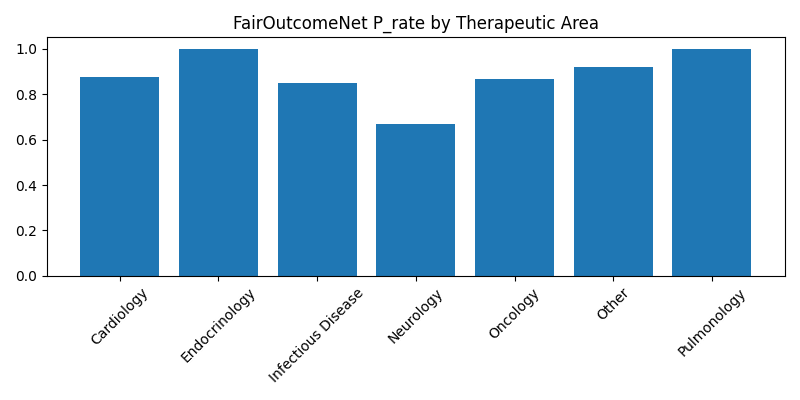 FairOutcomeNet P_rate by Therapeutic Area
1.0
0.8
0.6
0.4
0.2
0.0
Cardiology
Endocrinology
Infectious Disease
Neurology
Oncology
Other
Pulmonology